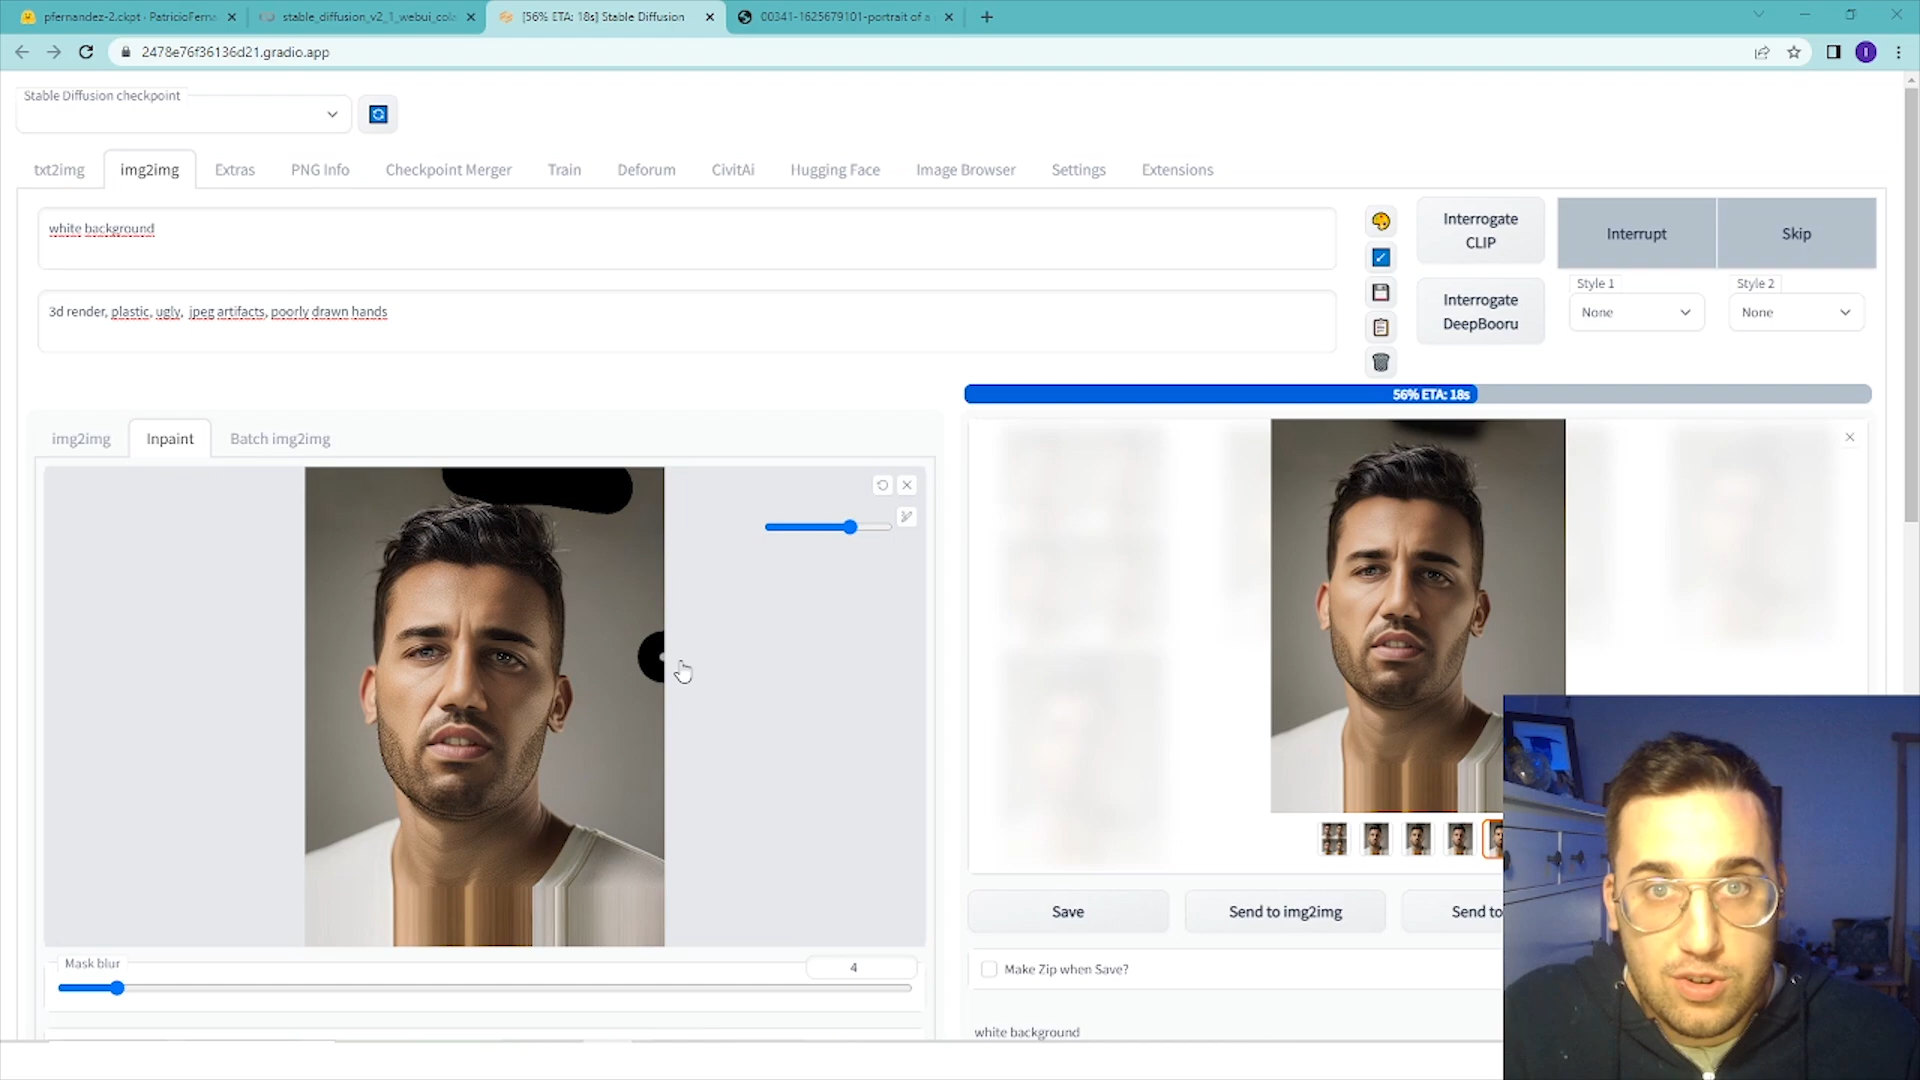 pfernandez-2.ckpt · PatricioFerna
stable_diffusion_v2_1_webui_cola
[56% ETA: 18s] Stable Diffusion
00341-1625679101-portrait of a
2478e76f36136d21.gradio.app
I
Stable Diffusion checkpoint
txt2img
img2img
Extras
PNG Info
Checkpoint Merger
Train
Deforum
CivitAi
Hugging Face
Image Browser
Settings
Extensions
white background
Interrogate
CLIP
Interrupt
Skip
Style 1
Style 2
None
None
3d render, plastic, ugly, jpeg artifacts, poorly drawn hands
Interrogate
DeepBooru
56% ETA: 18s
img2img
Inpaint
Batch img2img
Save
Send to img2img
Send to
Mask blur
4
Make Zip when Save?
white background